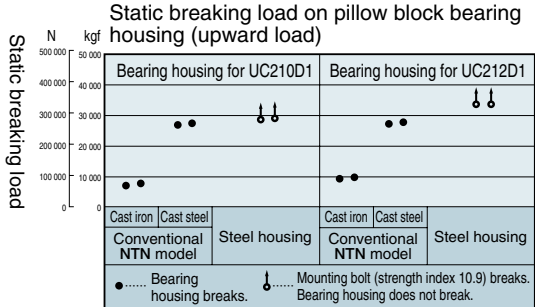 Static breaking load on pillow block bearing
housing (upward load)
Static breaking load
N kgf
500 000 50 000
400 000 40 000
300 000 30 000
200 000 20 000
100 000 10 000
0 0
Bearing housing for UC210D1 Bearing housing for UC212D1
Cast iron Cast steel Cast iron Cast steel
Conventional
NTN model
Steel housing
Conventional
NTN model
Steel housing
Bearing
housing breaks.
Mounting bolt (strength index 10.9) breaks.
Bearing housing does not break.